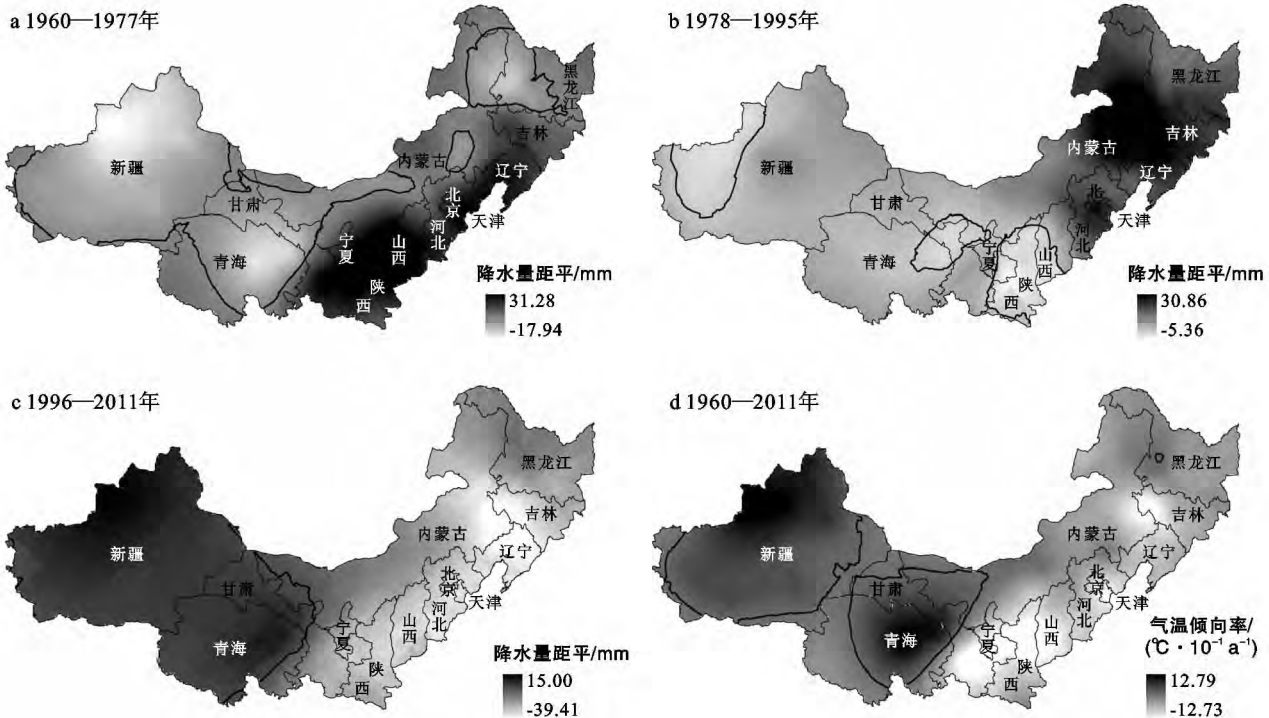 a 1960—1977年
黑龙江
吉林
内蒙古
辽宁
新疆
甘肃
北京
天津
河北
宁夏
山西
青海
陕西
降水量距平/mm
31.28
-17.94
b 1978—1995年
黑龙江
吉林
内蒙古
辽宁
新疆
甘肃
北
天津
河北
宁夏
山西
青海
陕西
降水量距平/mm
30.86
-5.36
c 1996—2011年
黑龙江
吉林
内蒙古
辽宁
新疆
甘肃
北京
天津
河北
宁夏
山西
青海
陕西
降水量距平/mm
15.00
-39.41
d 1960—2011年
黑龙江
吉林
内蒙古
辽宁
新疆
甘肃
北京
天津
河北
宁夏
山西
青海
陕西
气温倾向率/
(℃·10⁻¹ a⁻¹)
12.79
-12.73